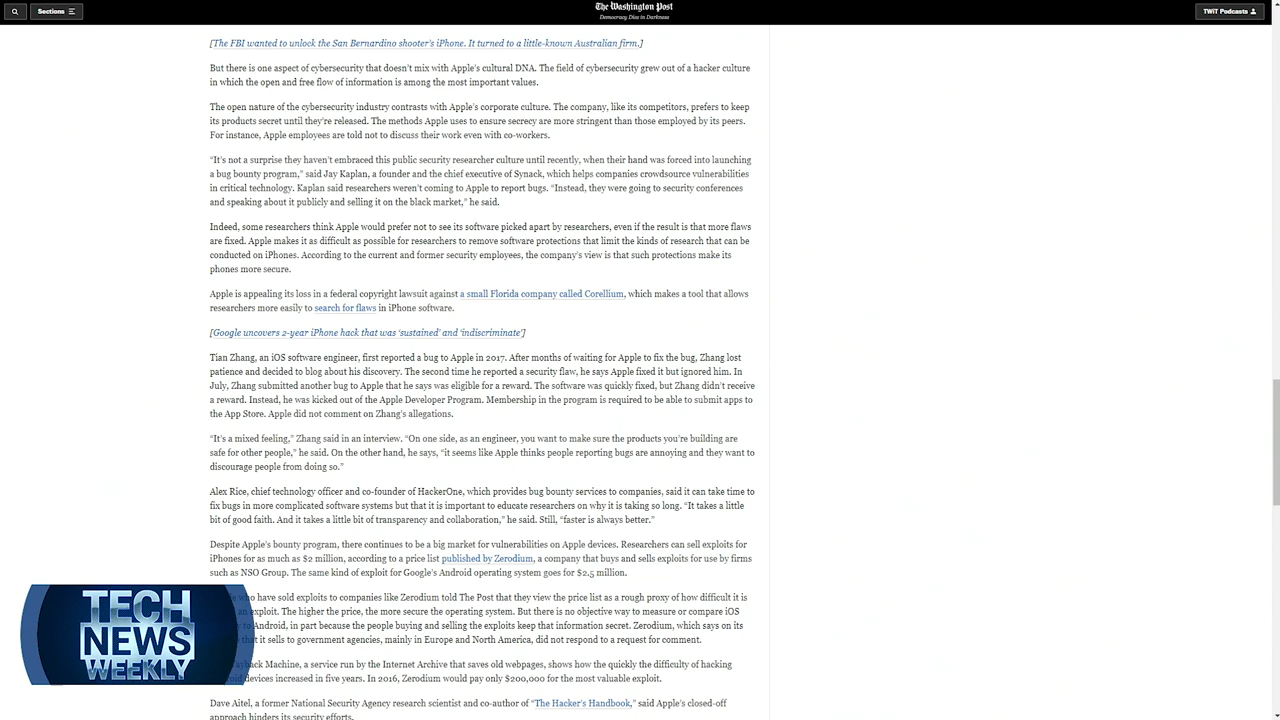 The Washington Post
Democracy Dies in Darkness
Sections
TWiT Podcasts
[The FBI wanted to unlock the San Bernardino shooter's iPhone. It turned to a little-known Australian firm.]
But there is one aspect of cybersecurity that doesn't mix with Apple's cultural DNA. The field of cybersecurity grew out of a hacker culture
in which the open and free flow of information is among the most important values.
The open nature of the cybersecurity industry contrasts with Apple's corporate culture. The company, like its competitors, prefers to keep
its products secret until they're released. The methods Apple uses to ensure secrecy are more stringent than those employed by its peers.
For instance, Apple employees are told not to discuss their work even with co-workers.
“It's not a surprise they haven't embraced this public security researcher culture until recently, when their hand was forced into launching
a bug bounty program,” said Jay Kaplan, a founder and the chief executive of Synack, which helps companies crowdsource vulnerabilities
in critical technology. Kaplan said researchers weren't coming to Apple to report bugs. “Instead, they were going to security conferences
and speaking about it publicly and selling it on the black market,” he said.
Indeed, some researchers think Apple would prefer not to see its software picked apart by researchers, even if the result is that more flaws
are fixed. Apple makes it as difficult as possible for researchers to remove software protections that limit the kinds of research that can be
conducted on iPhones. According to the current and former security employees, the company's view is that such protections make its
phones more secure.
Apple is appealing its loss in a federal copyright lawsuit against a small Florida company called Corellium, which makes a tool that allows
researchers more easily to search for flaws in iPhone software.
[Google uncovers 2-year iPhone hack that was ‘sustained’ and ‘indiscriminate’]
Tian Zhang, an iOS software engineer, first reported a bug to Apple in 2017. After months of waiting for Apple to fix the bug, Zhang lost
patience and decided to blog about his discovery. The second time he reported a security flaw, he says Apple fixed it but ignored him. In
July, Zhang submitted another bug to Apple that he says was eligible for a reward. The software was quickly fixed, but Zhang didn't receive
a reward. Instead, he was kicked out of the Apple Developer Program. Membership in the program is required to be able to submit apps to
the App Store. Apple did not comment on Zhang's allegations.
“It's a mixed feeling,” Zhang said in an interview. “On one side, as an engineer, you want to make sure the products you're building are
safe for other people,” he said. On the other hand, he says, “it seems like Apple thinks people reporting bugs are annoying and they want to
discourage people from doing so.”
Alex Rice, chief technology officer and co-founder of HackerOne, which provides bug bounty services to companies, said it can take time to
fix bugs in more complicated software systems but that it is important to educate researchers on why it is taking so long. “It takes a little
bit of good faith. And it takes a little bit of transparency and collaboration,” he said. Still, “faster is always better.”
Despite Apple's bounty program, there continues to be a big market for vulnerabilities on Apple devices. Researchers can sell exploits for
iPhones for as much as $2 million, according to a price list published by Zerodium, a company that buys and sells exploits for use by firms
such as NSO Group. The same kind of exploit for Google's Android operating system goes for $2.5 million.
who have sold exploits to companies like Zerodium told The Post that they view the price list as a rough proxy of how difficult it is
an exploit. The higher the price, the more secure the operating system. But there is no objective way to measure or compare iOS
to Android, in part because the people buying and selling the exploits keep that information secret. Zerodium, which says on its
that it sells to government agencies, mainly in Europe and North America, did not respond to a request for comment.
Machine, a service run by the Internet Archive that saves old webpages, shows how the quickly the difficulty of hacking
devices increased in five years. In 2016, Zerodium would pay only $200,000 for the most valuable exploit.
Dave Aitel, a former National Security Agency research scientist and co-author of “The Hacker's Handbook,” said Apple's closed-off
approach hinders its security efforts.
TECH
NEWS
WEEKLY